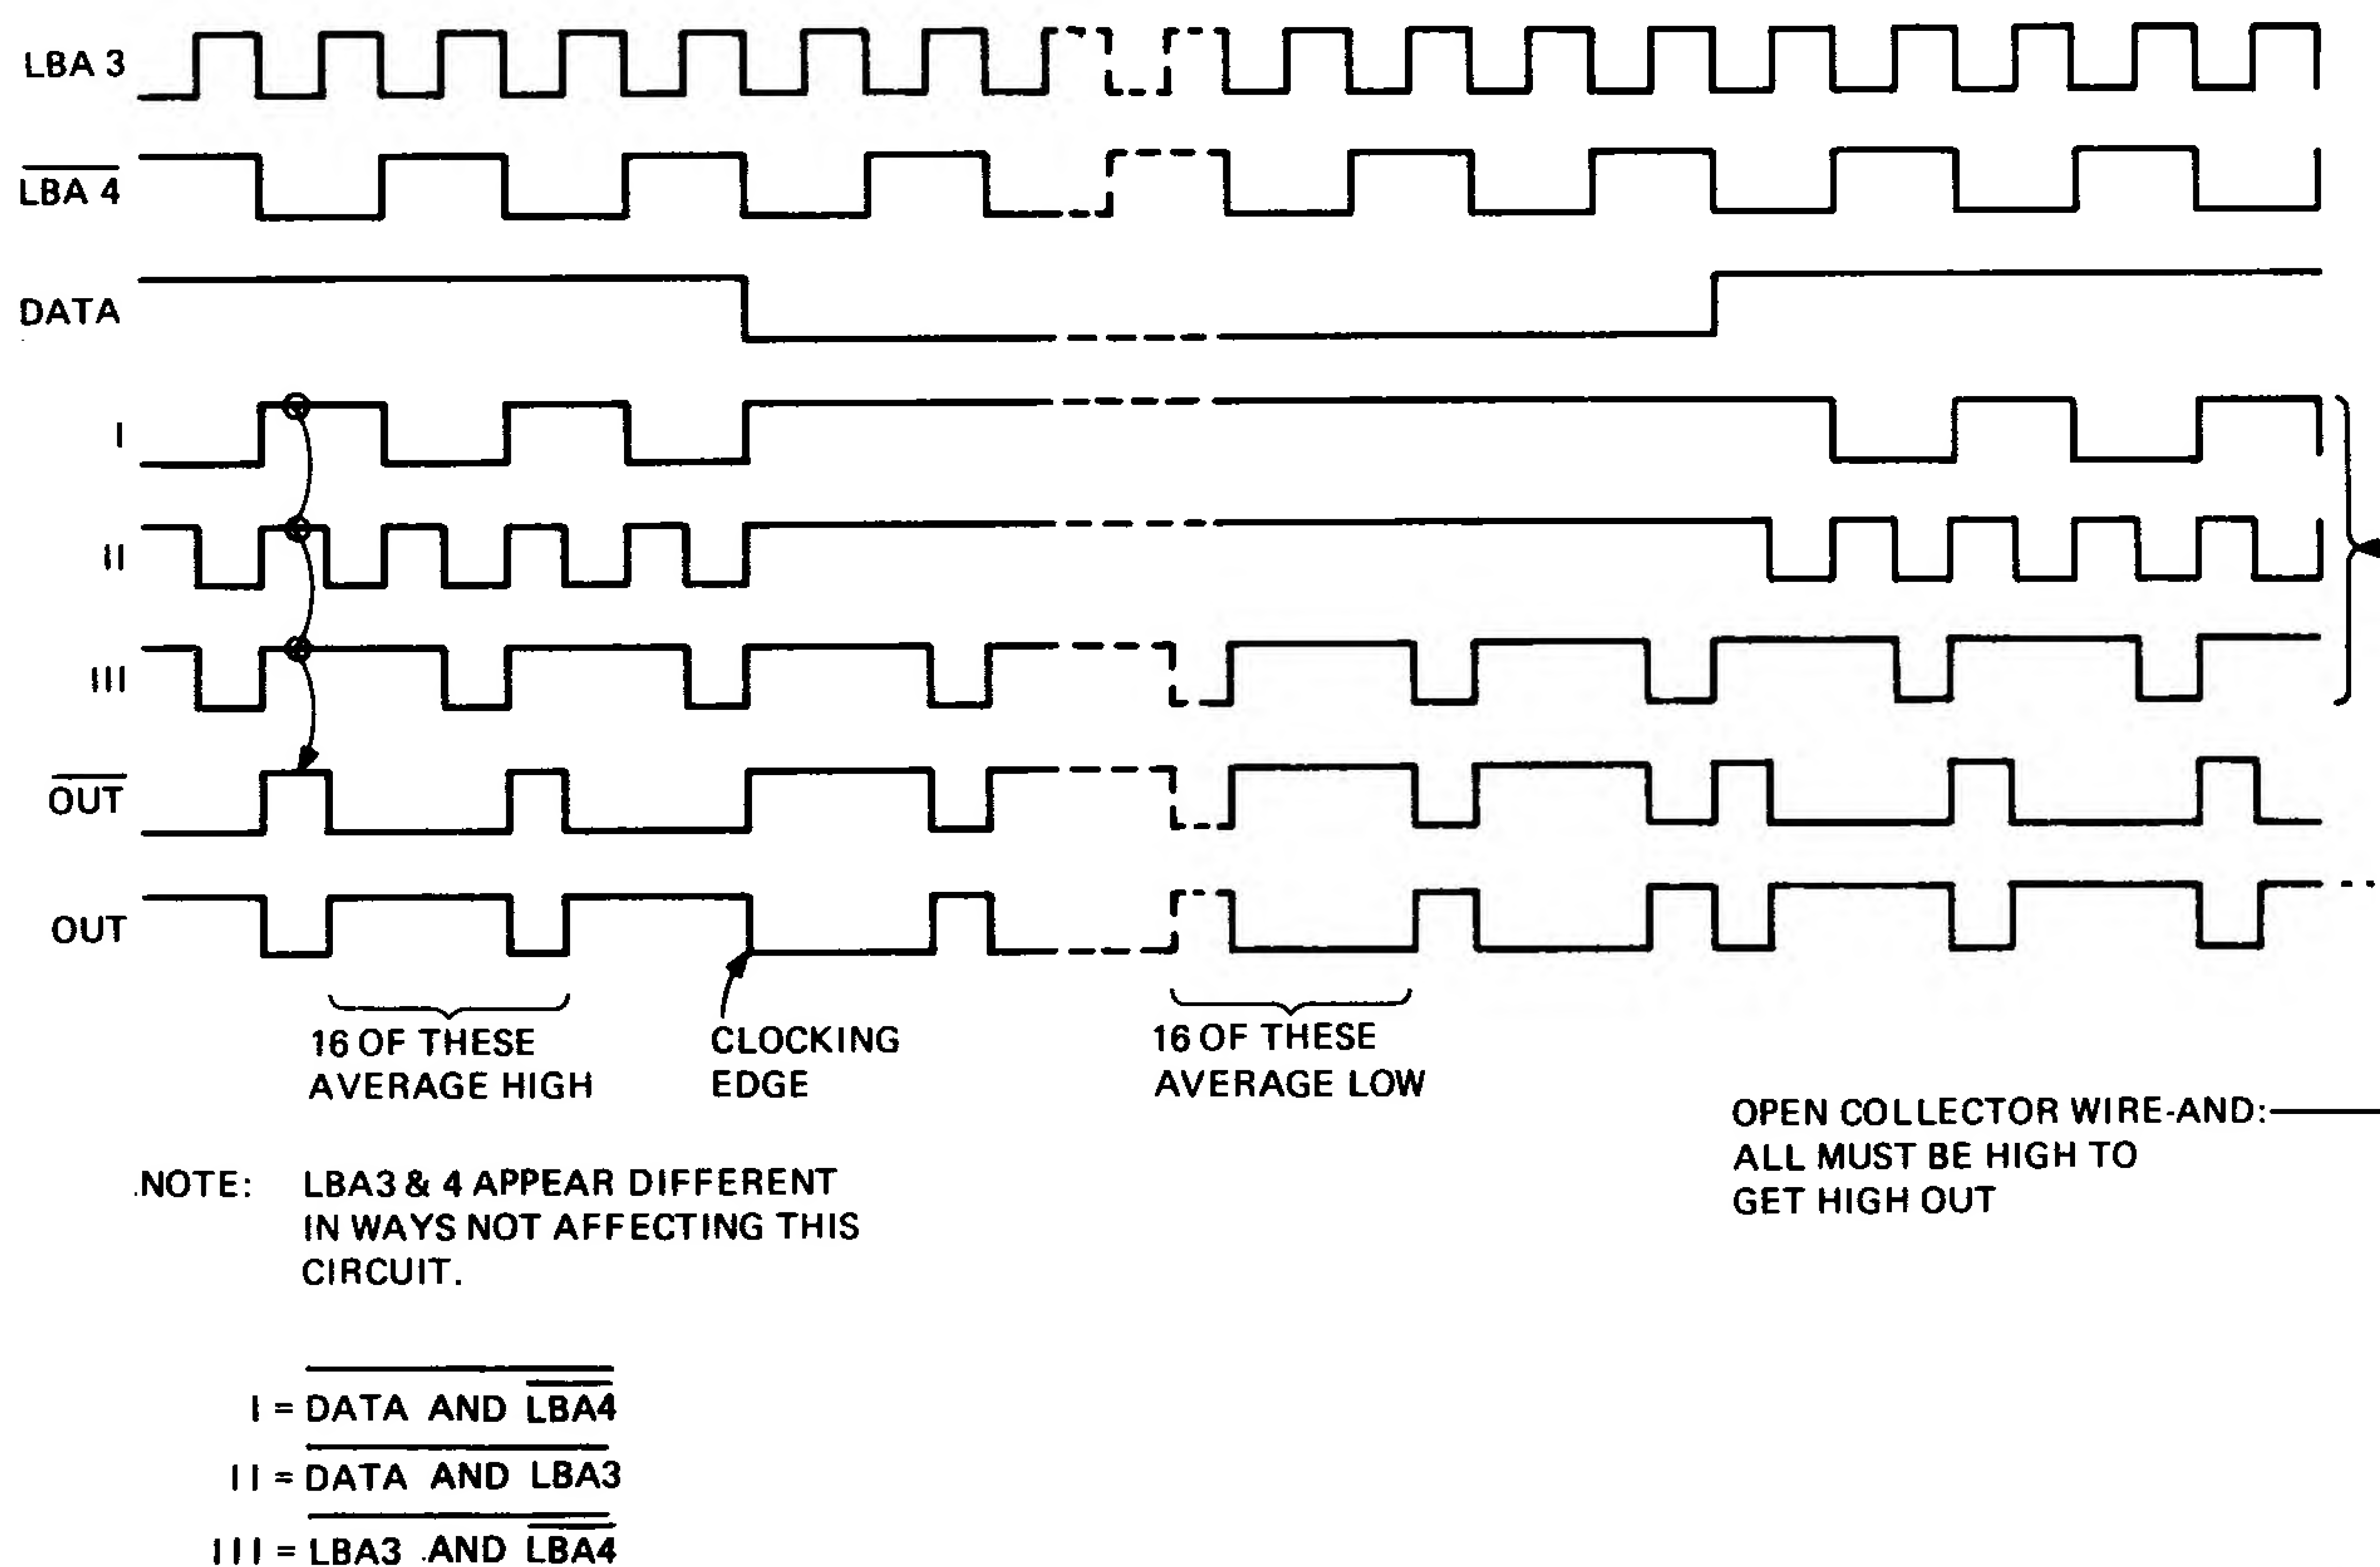 LBA 3
LBA 4
DATA
I
II
III
OUT
OUT
16 OF THESE
AVERAGE HIGH
CLOCKING
EDGE
16 OF THESE
AVERAGE LOW
OPEN COLLECTOR WIRE-AND:
ALL MUST BE HIGH TO
GET HIGH OUT
NOTE: LBA3 & 4 APPEAR DIFFERENT
IN WAYS NOT AFFECTING THIS
CIRCUIT.
I = DATA AND LBA4
II = DATA AND LBA3
III = LBA3 AND LBA4